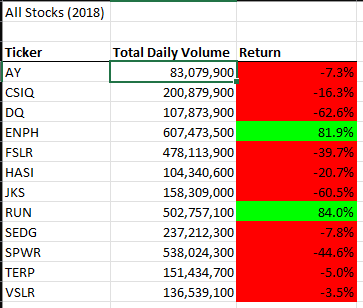 All Stocks (2018)
Ticker Total Daily Volume Return
AY 83,079,900 -7.3%
CSIQ 200,879,900 -16.3%
DQ 107,873,900 -62.6%
ENPH 607,473,500 81.9%
FSLR 478,113,900 -39.7%
HASI 104,340,600 -20.7%
JKS 158,309,000 -60.5%
RUN 502,757,100 84.0%
SEDG 237,212,300 -7.8%
SPWR 538,024,300 -44.6%
TERP 151,434,700 -5.0%
VSLR 136,539,100 -3.5%